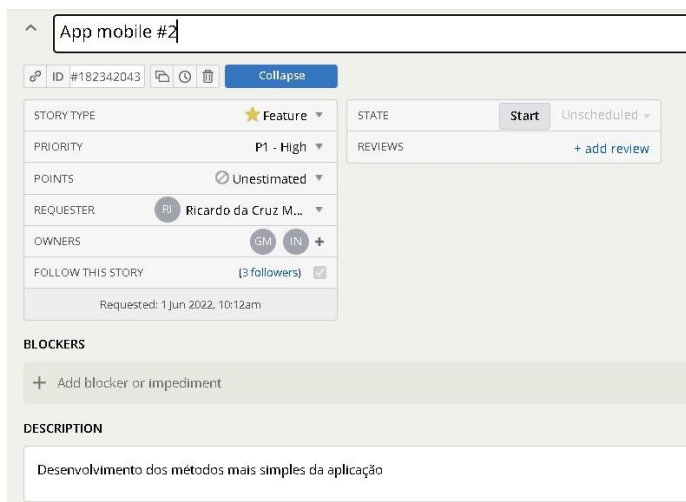 App mobile #2
ID #182342043 Collapse
STORY TYPE Feature
PRIORITY P1 - High
POINTS Unestimated
REQUESTER RI Ricardo da Cruz M...
OWNERS GM IN +
FOLLOW THIS STORY (3 followers)
Requested: 1 Jun 2022, 10:12am
STATE Start Unscheduled
REVIEWS + add review
BLOCKERS
+ Add blocker or impediment
DESCRIPTION
Desenvolvimento dos métodos mais simples da aplicação